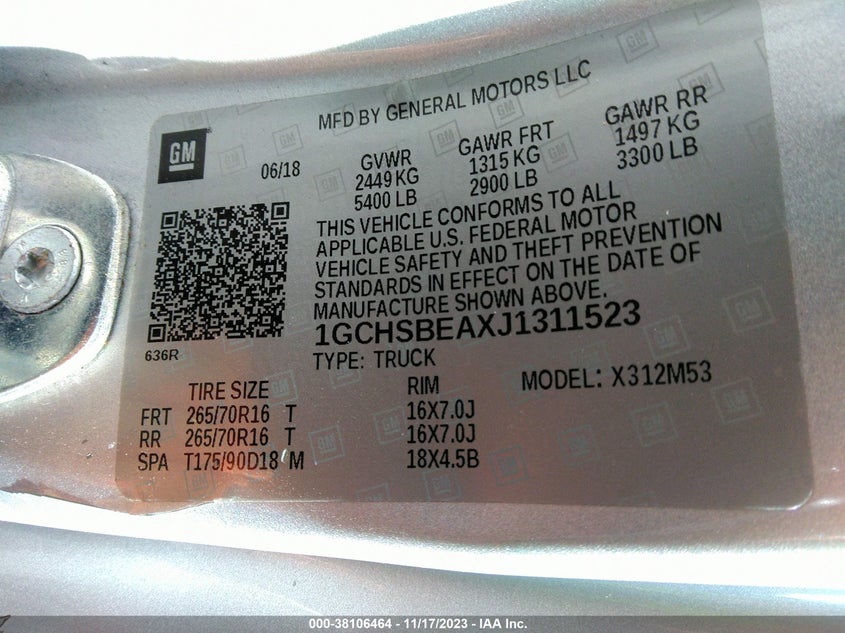 MFD BY GENERAL MOTORS LLC
GM
06/18
GVWR GAWR FRT GAWR RR
2449 KG 1315 KG 1497 KG
5400 LB 2900 LB 3300 LB
THIS VEHICLE CONFORMS TO ALL
APPLICABLE U.S. FEDERAL MOTOR
VEHICLE SAFETY AND THEFT PREVENTION
STANDARDS IN EFFECT ON THE DATE OF
MANUFACTURE SHOWN ABOVE.
1GCHSBEAXJ1311523
636R
TYPE: TRUCK
MODEL: X312M53
TIRE SIZE RIM
FRT 265/70R16 T 16X7.0J
RR 265/70R16 T 16X7.0J
SPA T175/90D18 M 18X4.5B
000-38106464 - 11/17/2023 - IAA Inc.